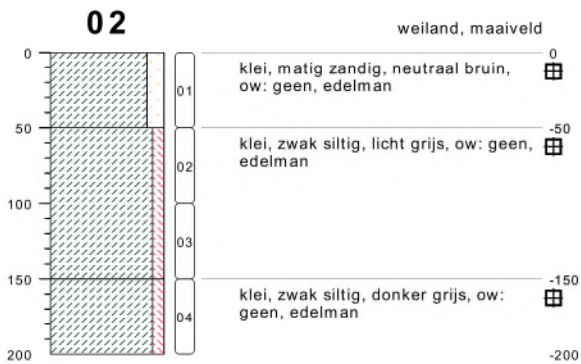 02
weiland, maaiveld
0
0
klei, matig zandig, neutraal bruin,
ow: geen, edelman
01
50
-50
klei, zwak siltig, licht grijs, ow: geen,
edelman
02
100
03
150
-150
klei, zwak siltig, donker grijs, ow:
geen, edelman
04
200
-200